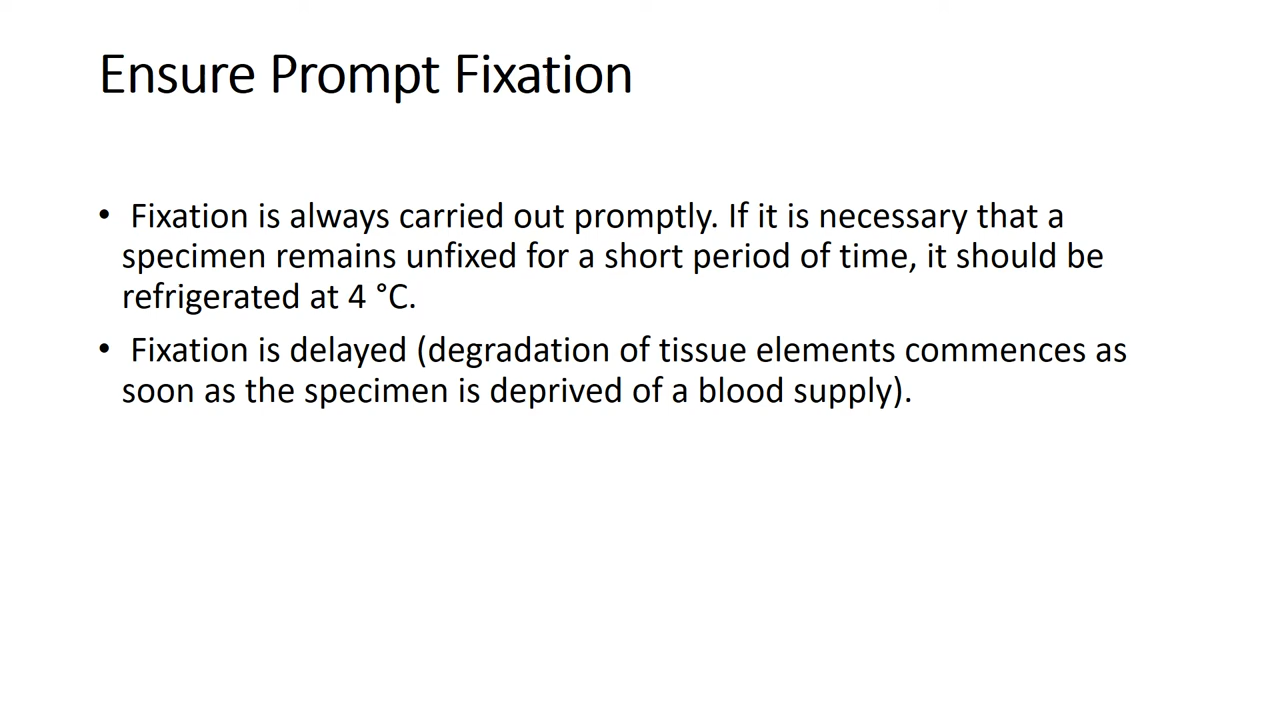 Ensure Prompt Fixation
• Fixation is always carried out promptly. If it is necessary that a
specimen remains unfixed for a short period of time, it should be
refrigerated at 4 °C.
• Fixation is delayed (degradation of tissue elements commences as
soon as the specimen is deprived of a blood supply).